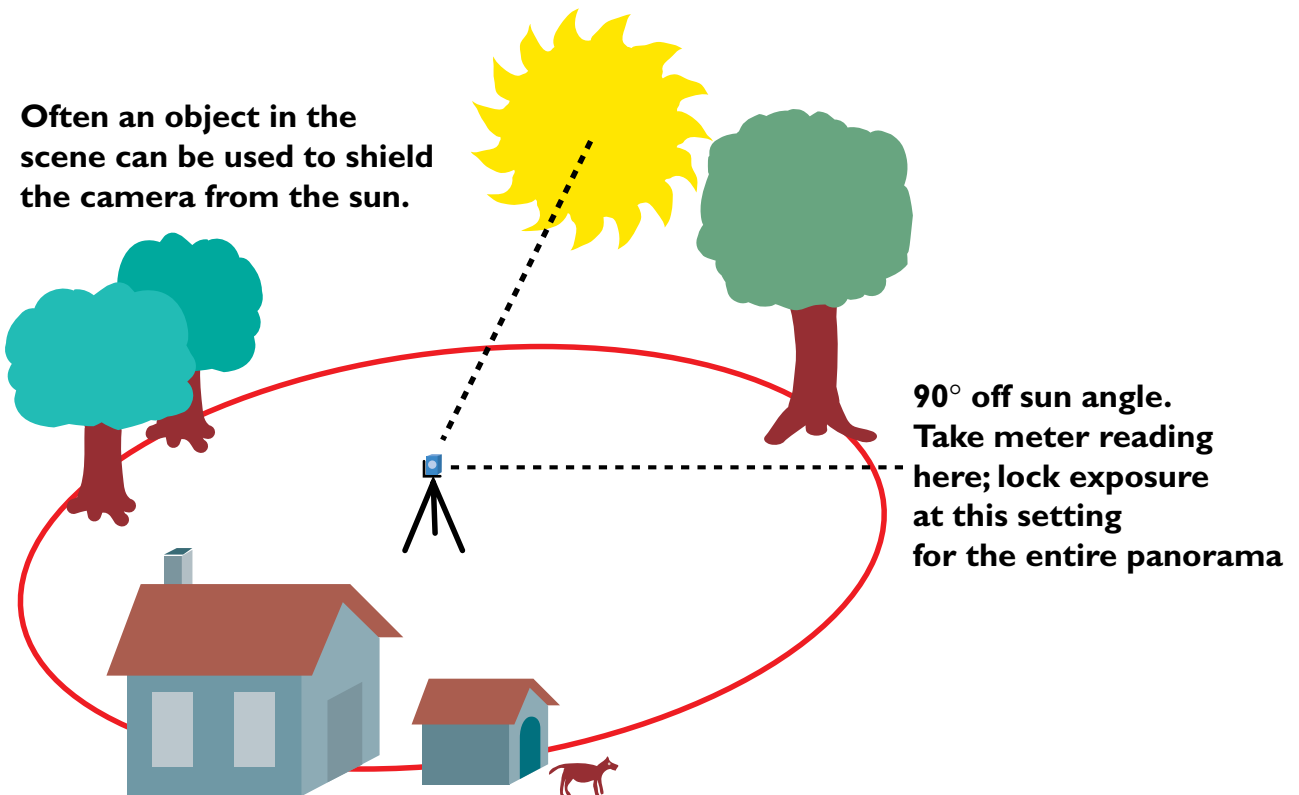 Often an object in the
scene can be used to shield
the camera from the sun.
90° off sun angle.
Take meter reading
here; lock exposure
at this setting
for the entire panorama